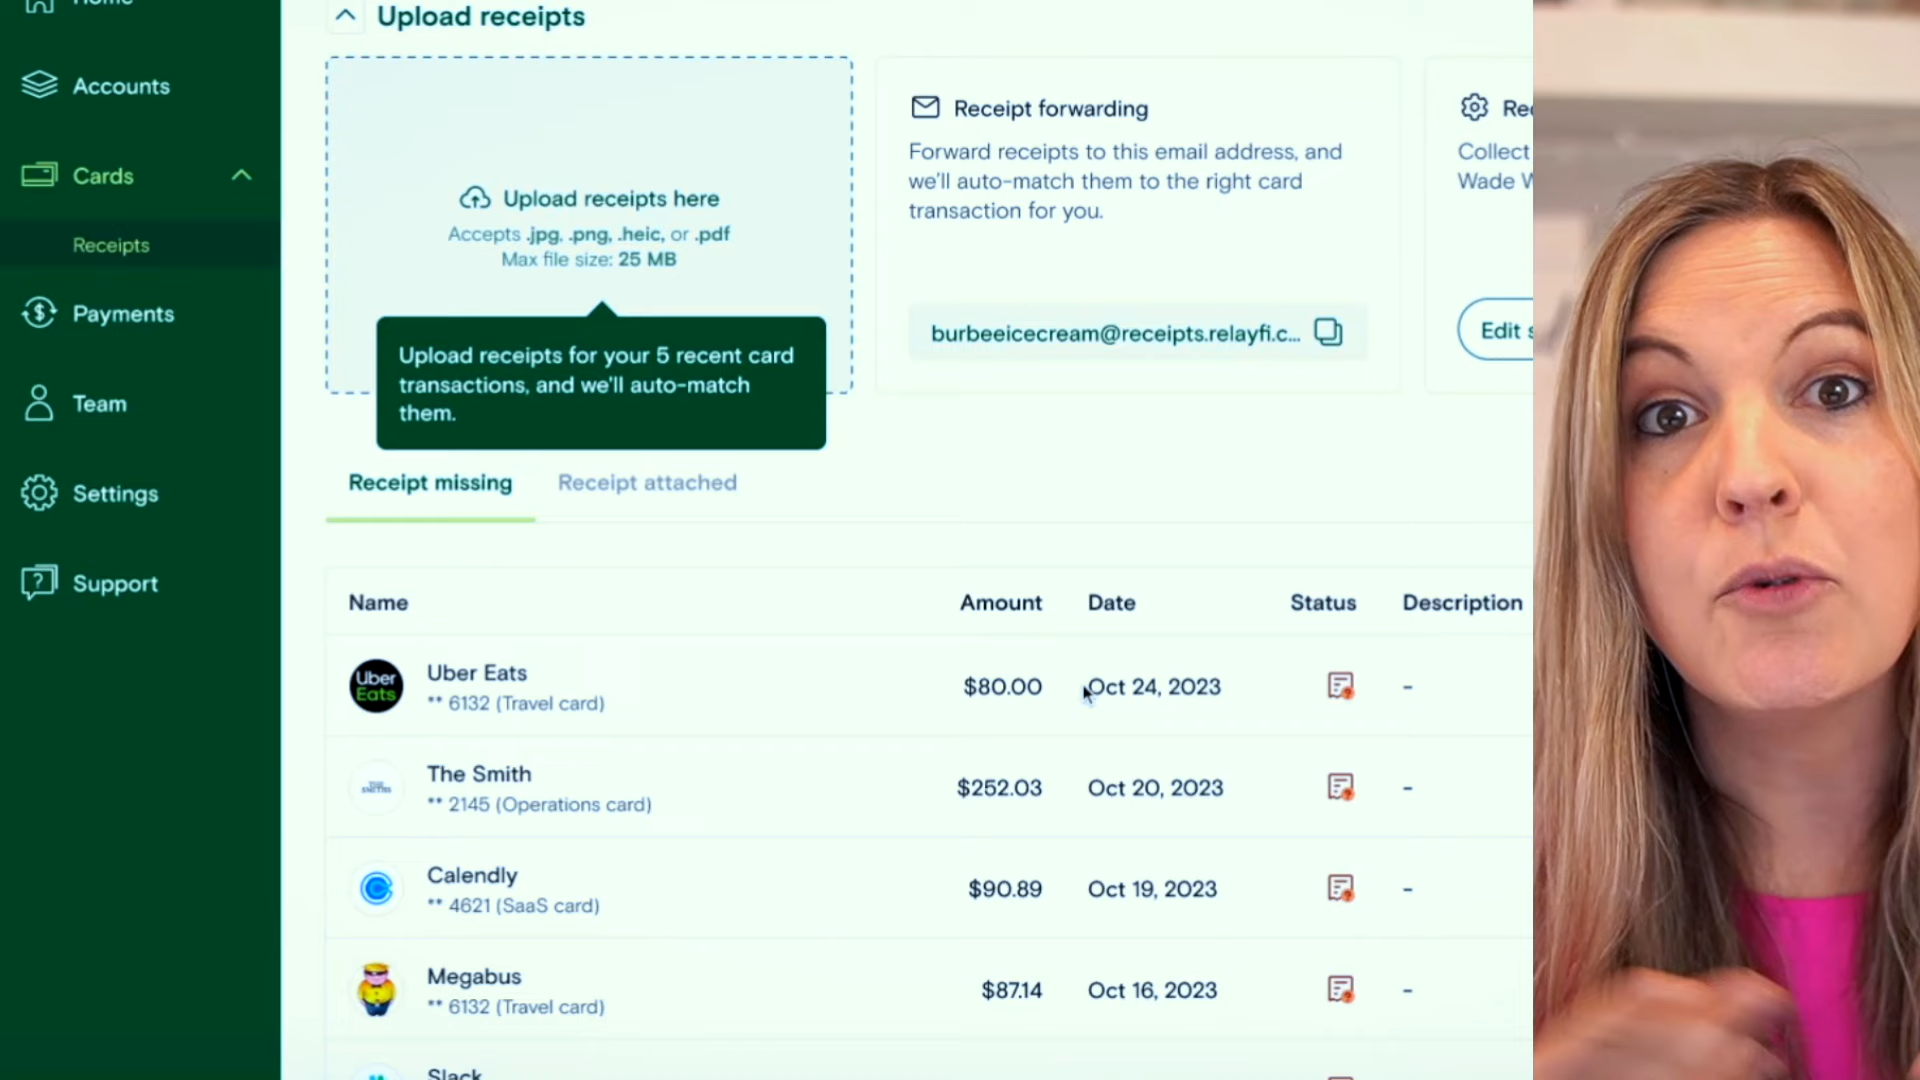 Home
Accounts
Cards
Receipts
Payments
Team
Settings
Support
Upload receipts
Upload receipts here
Accepts .jpg, .png, .heic, or .pdf
Max file size: 25 MB
Upload receipts for your 5 recent card
transactions, and we'll auto-match
them.
Receipt forwarding
Forward receipts to this email address, and
we'll auto-match them to the right card
transaction for you.
burbeeicecream@receipts.relayfi.c...
Collect
Wade
Edit
Receipt missing
Receipt attached
Name Amount Date Status Description
Uber Eats
Uber Eats $80.00 Oct 24, 2023 -
** 6132 (Travel card)
The Smith $252.03 Oct 20, 2023 -
** 2145 (Operations card)
Calendly $90.89 Oct 19, 2023 -
** 4621 (SaaS card)
Megabus $87.14 Oct 16, 2023 -
** 6132 (Travel card)
Slack